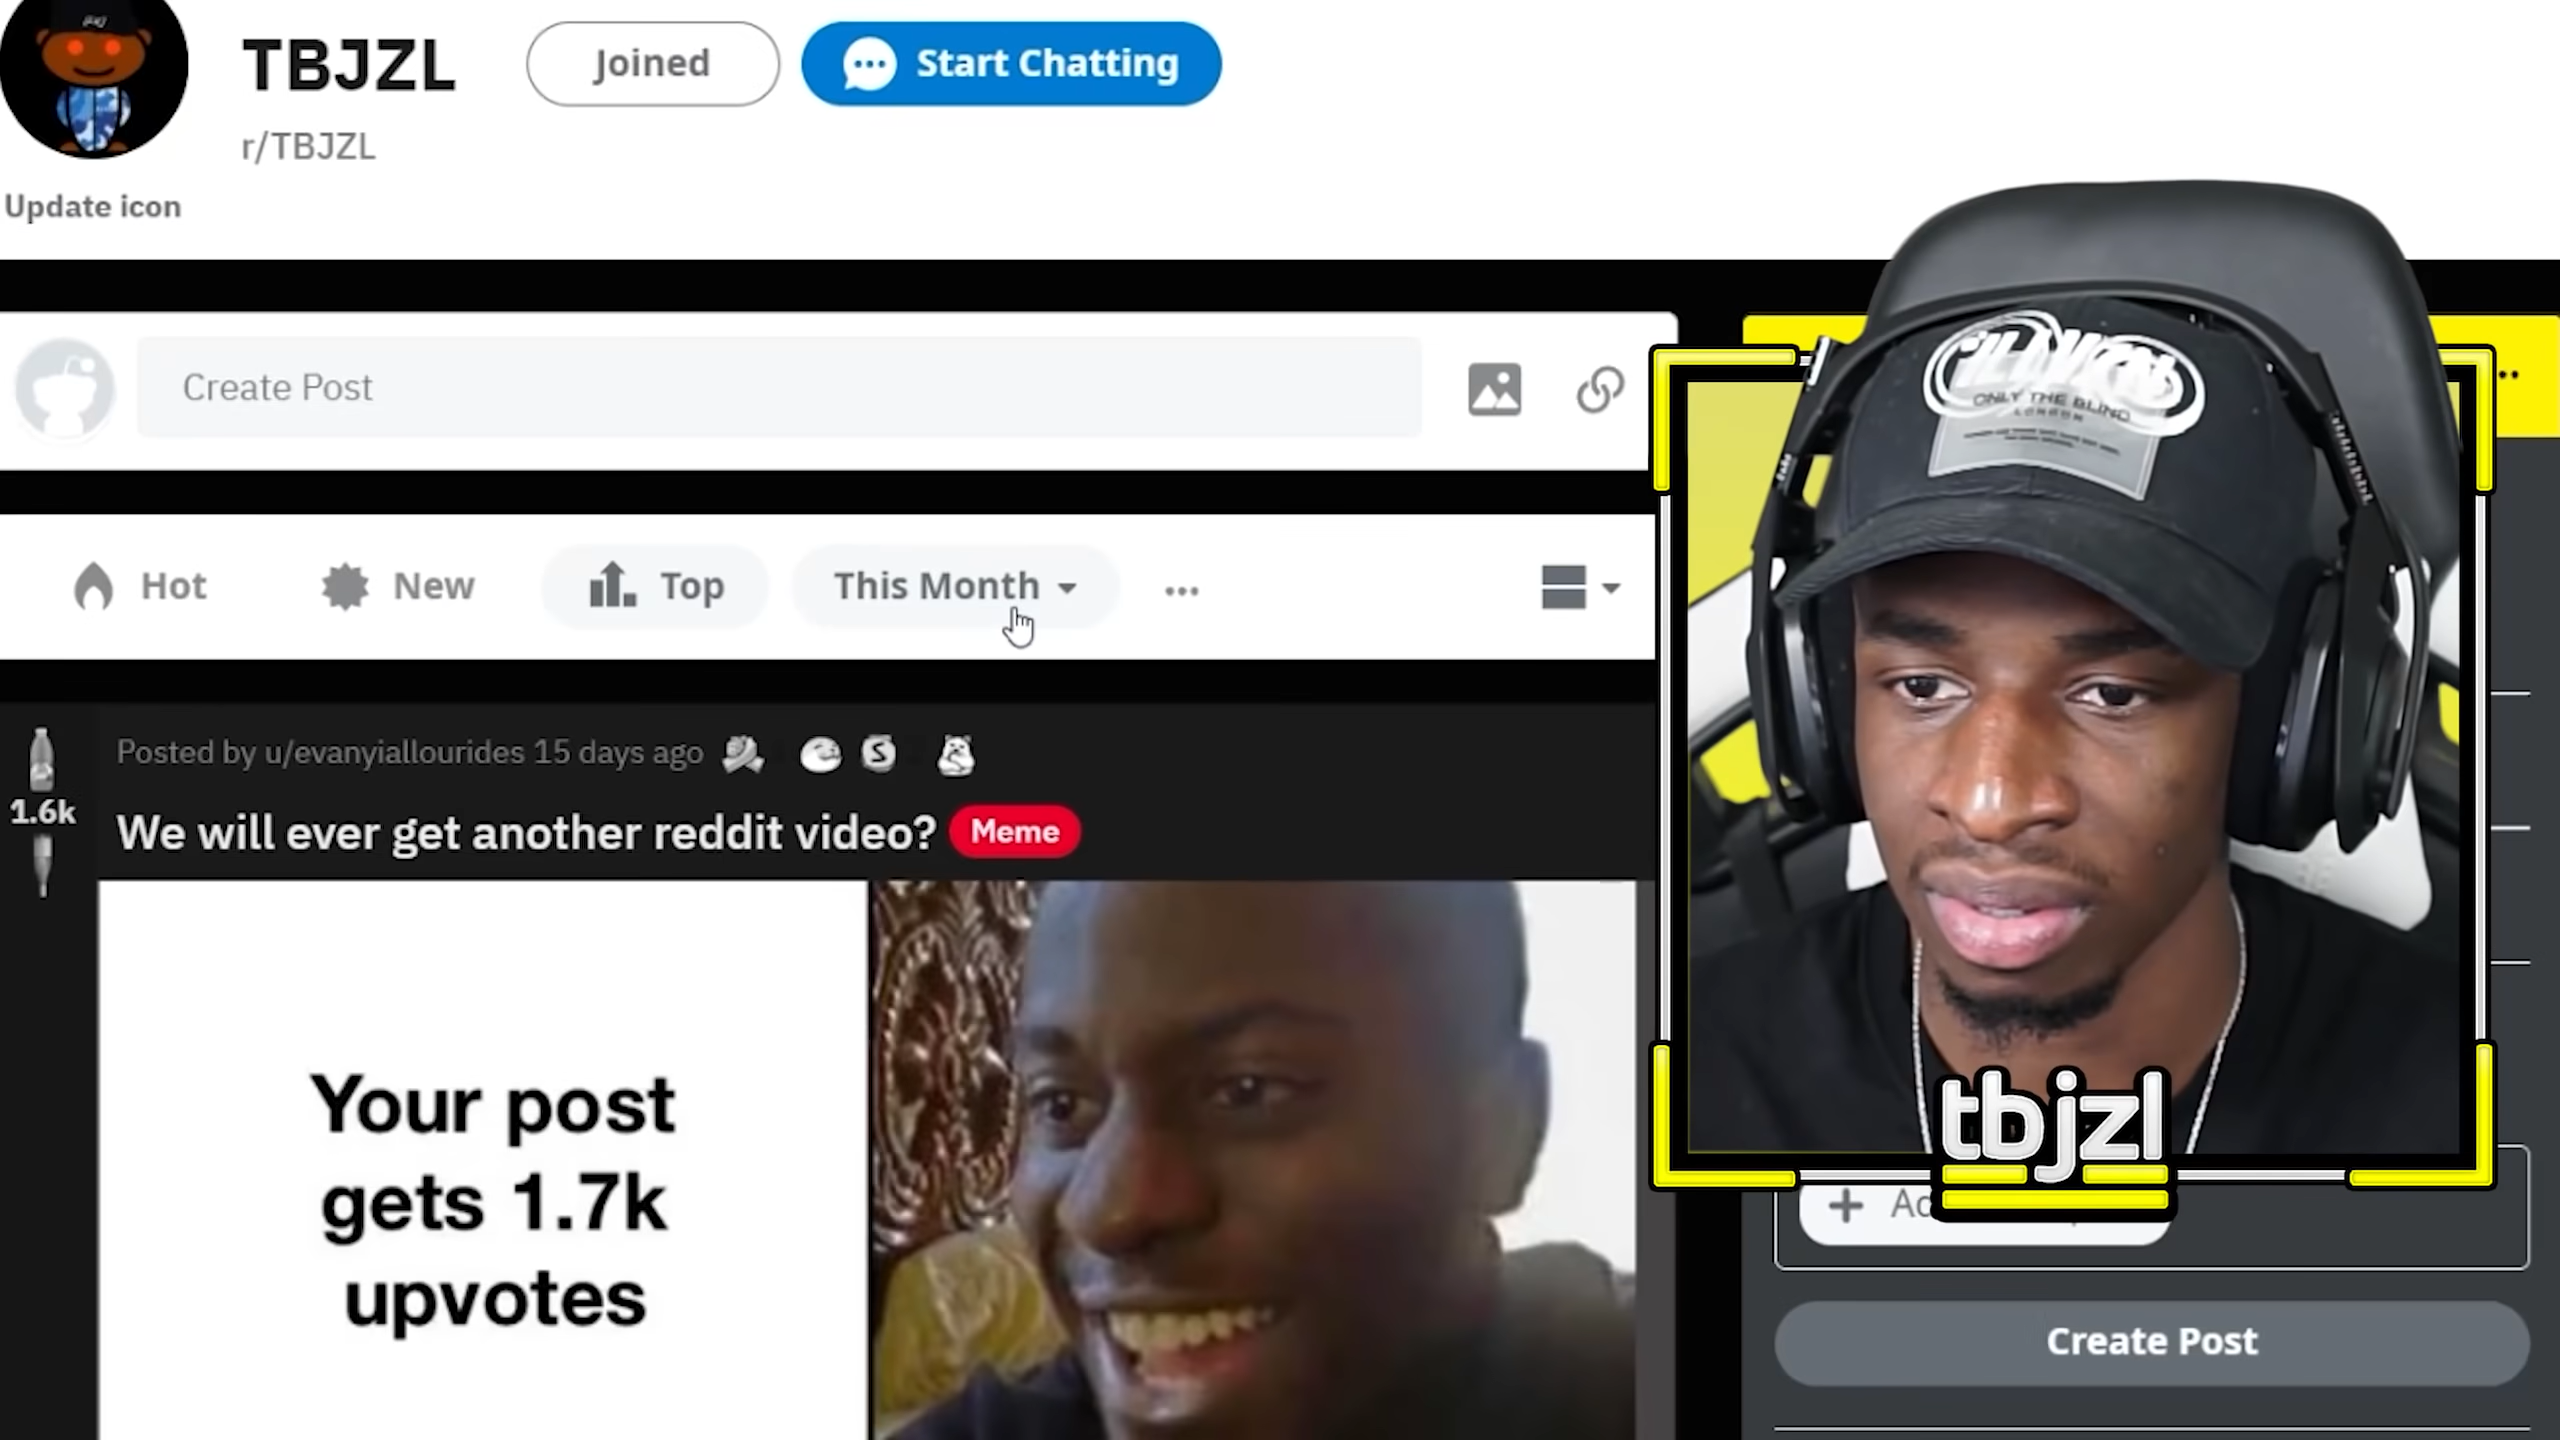 TBJZL
Joined
Start Chatting
r/TBJZL
Update icon
Create Post
ONLY THE BLIND
LONDON
Hot
New
Top
This Month
Posted by u/evanyiallourides 15 days ago
1.6k
We will ever get another reddit video?
Meme
Your post
gets 1.7k
upvotes
tbjzl
Create Post